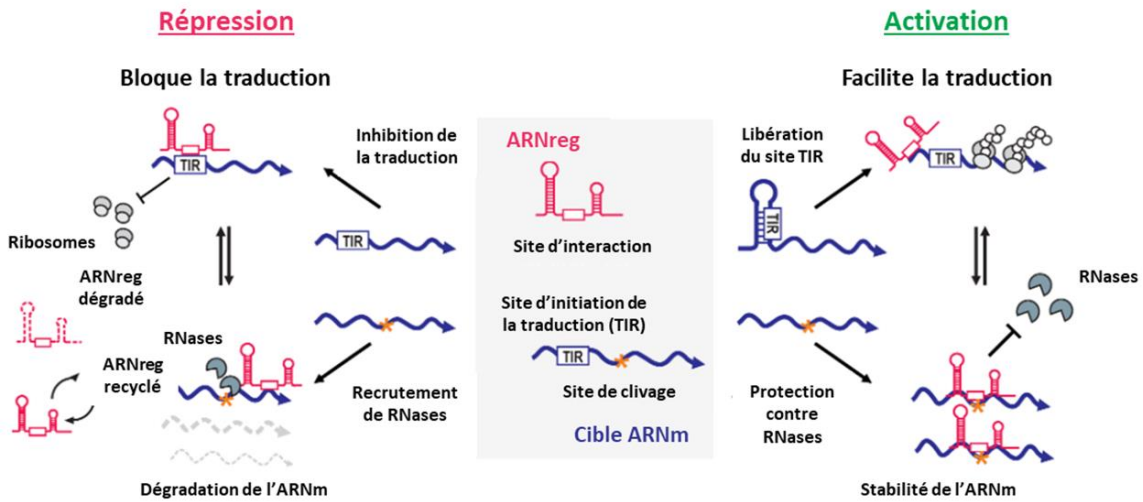 Répression
Bloque la traduction
Inhibition de
la traduction
TIR
Ribosomes
TIR
ARNreg
dégradé
RNases
ARNreg
recyclé
Recrutement
de RNases
Dégradation de l'ARNm
ARNreg
Site d'interaction
Site d'initiation de
la traduction (TIR)
TIR
Site de clivage
Cible ARNm
Activation
Facilite la traduction
Libération
du site TIR
TIR
TIR
RNases
Protection
contre
RNases
Stabilité de l'ARNm